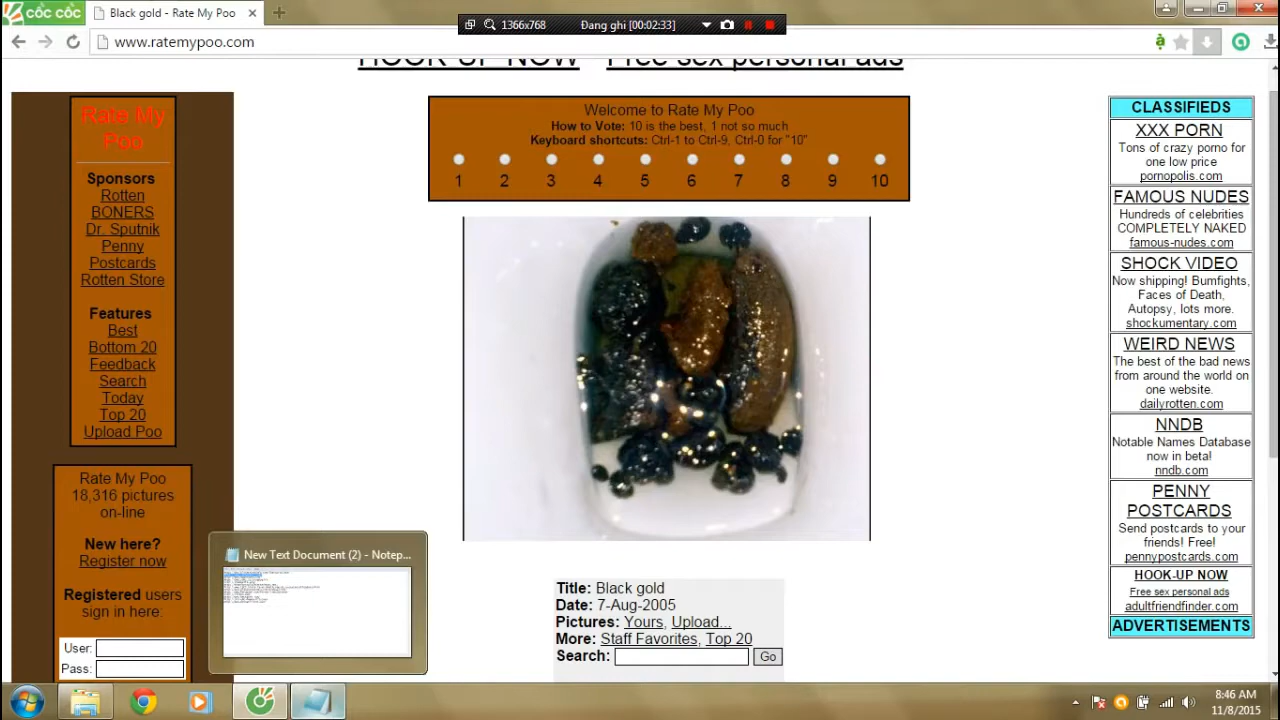 cốc cốc
Black gold - Rate My Poo
1366x768
Đang ghi [00:02:33]
www.ratemypoo.com
HOOK-UP NOW Free sex personal ads
Rate My
Poo
Sponsors
Rotten
BONERS
Dr. Sputnik
Penny
Postcards
Rotten Store
Features
Best
Bottom 20
Feedback
Search
Today
Top 20
Upload Poo
Rate My Poo
18,316 pictures
on-line
New here?
Register now
Registered users
sign in here:
User:
Pass:
Welcome to Rate My Poo
How to Vote: 10 is the best, 1 not so much
Keyboard shortcuts: Ctrl-1 to Ctrl-9, Ctrl-0 for "10"
1 2 3 4 5 6 7 8 9 10
Title: Black gold
Date: 7-Aug-2005
Pictures: Yours, Upload...
More: Staff Favorites, Top 20
Search: Go
CLASSIFIEDS
XXX PORN
Tons of crazy porno for
one low price
pornopolis.com
FAMOUS NUDES
Hundreds of celebrities
COMPLETELY NAKED
famous-nudes.com
SHOCK VIDEO
Now shipping! Bumfights,
Faces of Death,
Autopsy, lots more.
shockumentary.com
WEIRD NEWS
The best of the bad news
from around the world on
one website.
dailyrotten.com
NNDB
Notable Names Database
now in beta!
nndb.com
PENNY
POSTCARDS
Send postcards to your
friends! Free!
pennypostcards.com
HOOK-UP NOW
Free sex personal ads
adultfriendfinder.com
ADVERTISEMENTS
New Text Document (2) - Notep...
8:46 AM
11/8/2015